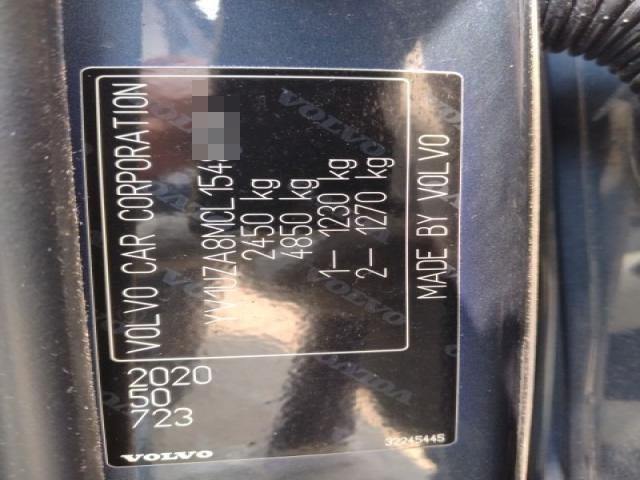 VOLVO CAR CORPORATION
YV1UZA8MCL154
2450 kg
4850 kg
1– 1230 kg
2– 1270 kg
MADE BY VOLVO
2020
50
723
VOLVO
32245445